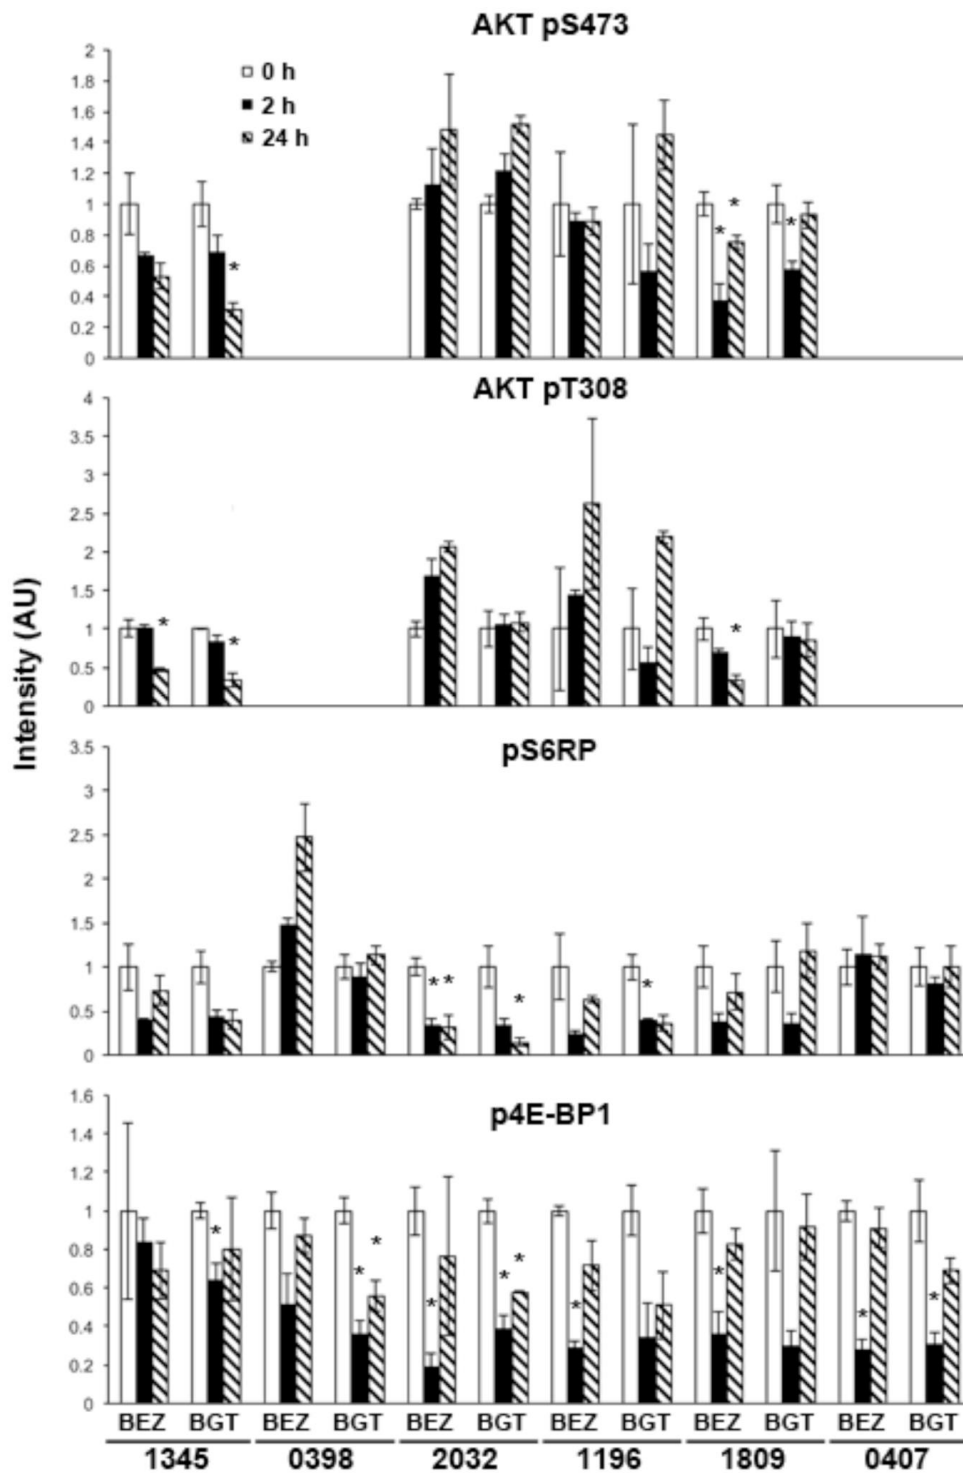 AKT pS473
2
1.8
1.6
1.4
1.2
1
0.8
0.6
0.4
0.2
0
0 h
2 h
24 h
* * * *
AKT pT308
4
3.5
3
2.5
2
1.5
1
0.5
0
* * *
Intensity (AU)
pS6RP
3.5
3
2.5
2
1.5
1
0.5
0
* * * *
p4E-BP1
1.6
1.4
1.2
1
0.8
0.6
0.4
0.2
0
* * * * * * * * * *
BEZ BGT BEZ BGT BEZ BGT BEZ BGT BEZ BGT BEZ BGT
1345 0398 2032 1196 1809 0407